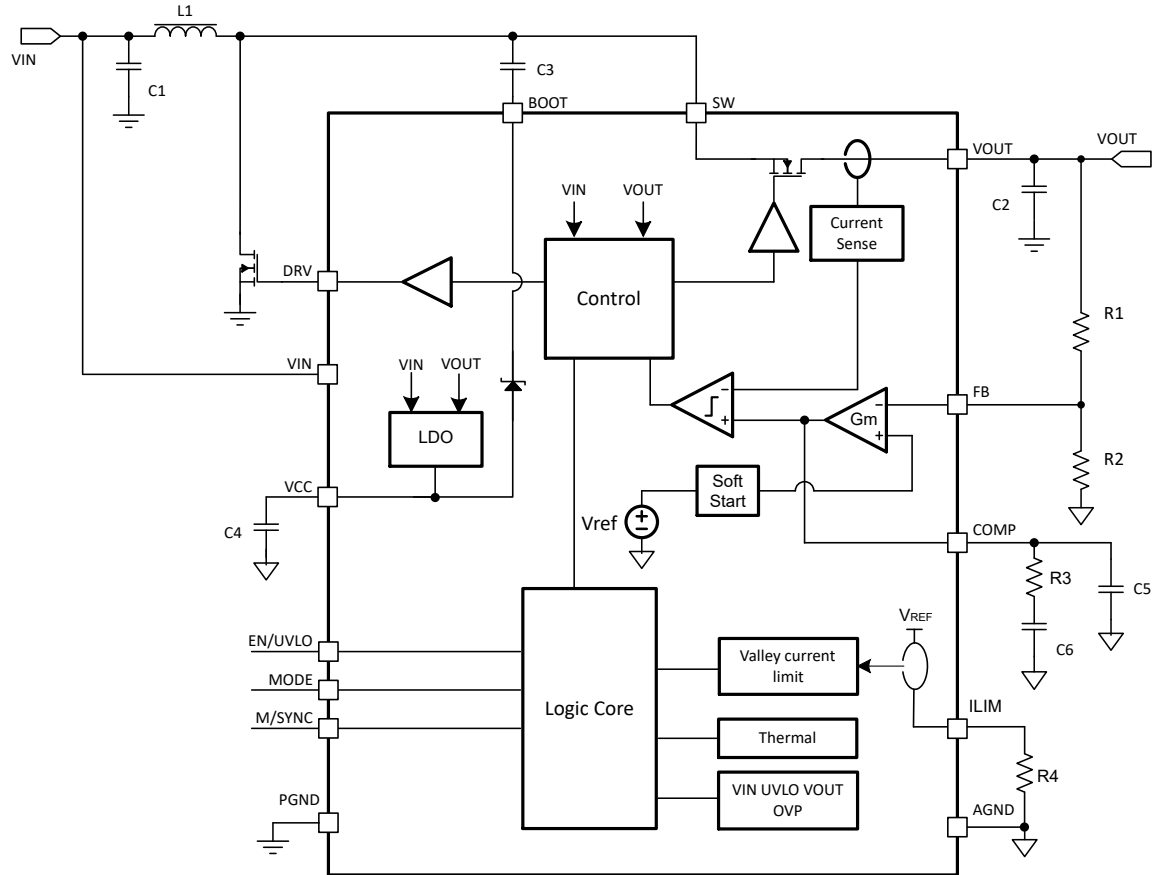 L1
VIN
C1
C3
BOOT
SW
VOUT
VOUT
C2
VIN
VOUT
Current
Sense
DRV
Control
R1
VIN
VIN
VOUT
FB
−
+
−
+
Gm
LDO
R2
VCC
Soft
Start
C4
Vref
COMP
R3
C5
C6
VREF
EN/UVLO
Valley current
limit
MODE
Logic Core
ILIM
M/SYNC
Thermal
R4
PGND
VIN UVLO VOUT
OVP
AGND